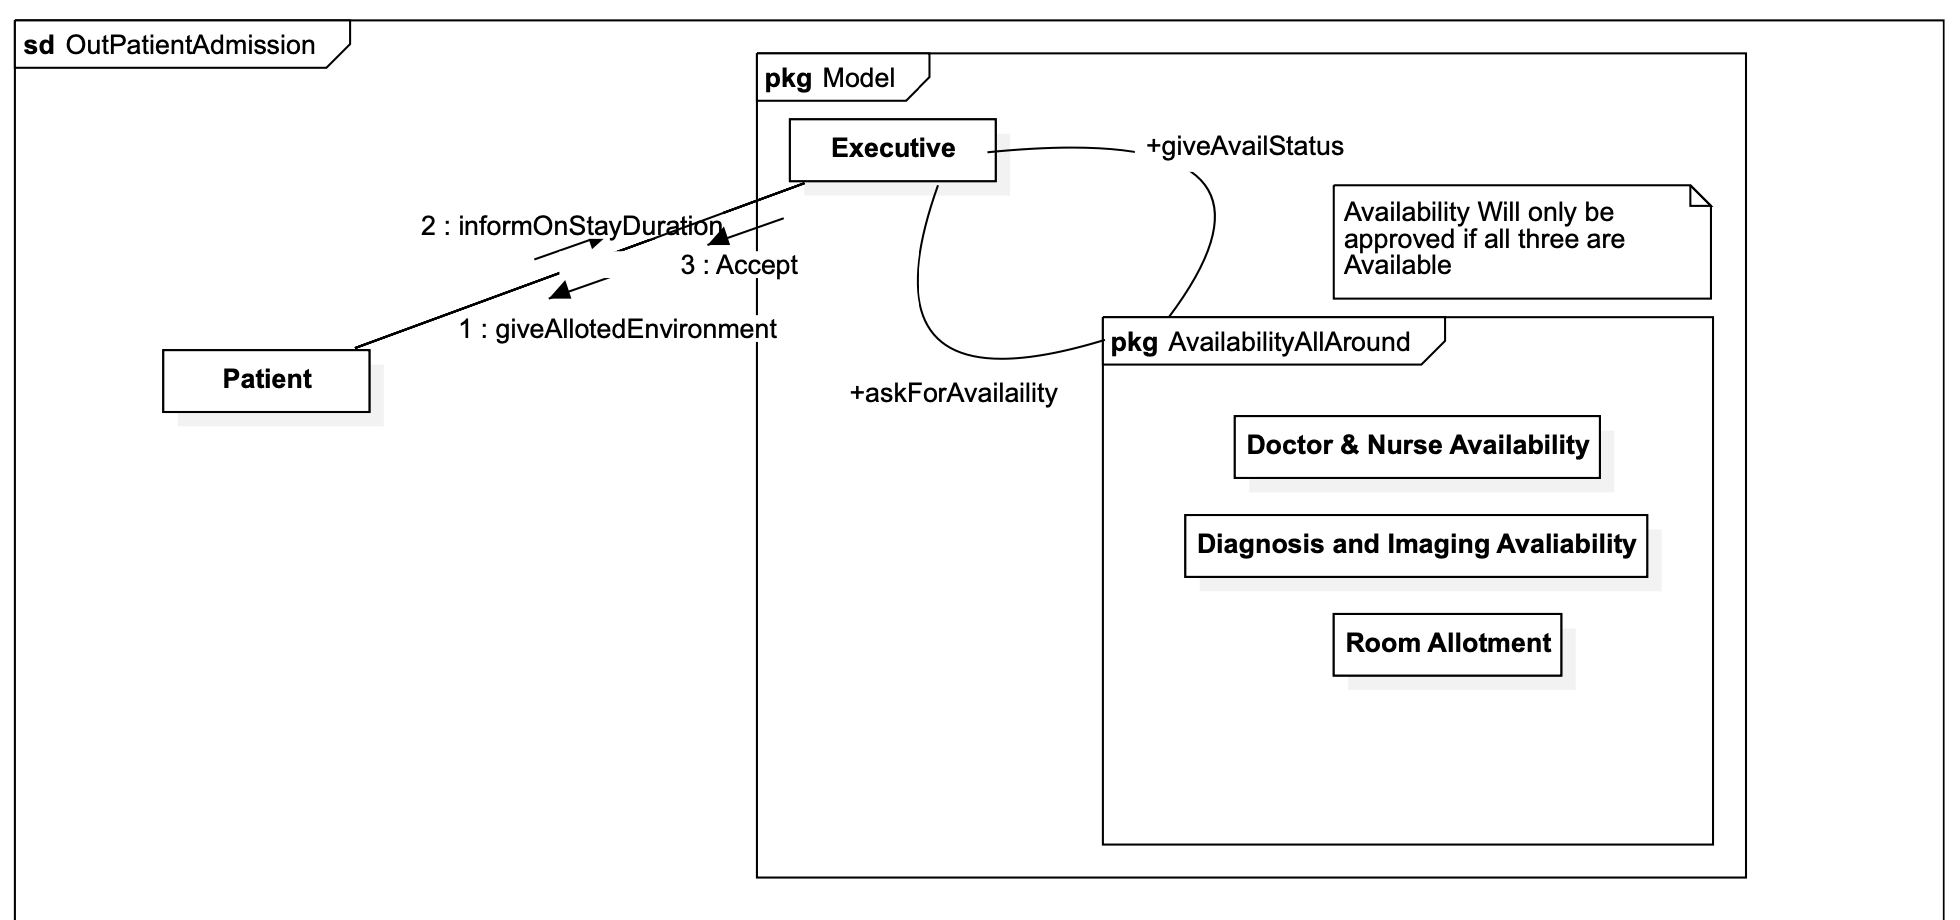 sd OutPatientAdmission
pkg Model
Executive
+giveAvailStatus
Availability Will only be
approved if all three are
Available
2 : informOnStayDuration
3 : Accept
1 : giveAllotedEnvironment
Patient
+askForAvailaility
pkg AvailabilityAllAround
Doctor & Nurse Availability
Diagnosis and Imaging Avaliability
Room Allotment